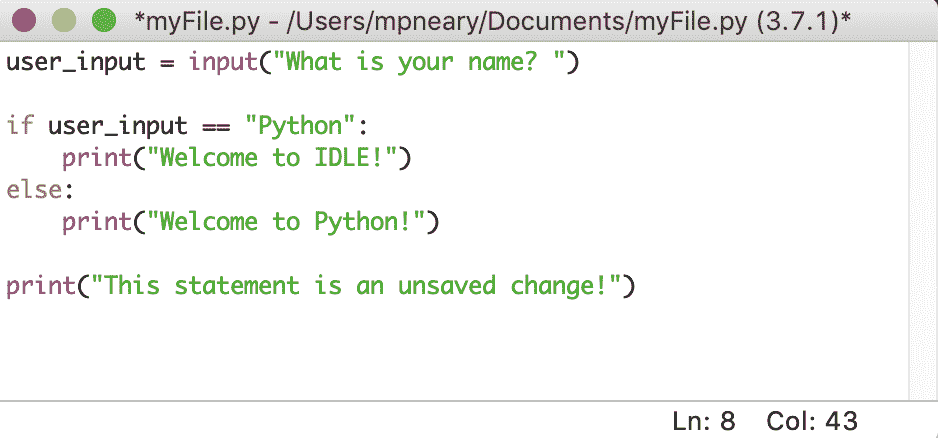 *myFile.py - /Users/mpneary/Documents/myFile.py (3.7.1)*
user_input = input("What is your name? ")
if user_input == "Python":
    print("Welcome to IDLE!")
else:
    print("Welcome to Python!")
print("This statement is an unsaved change!")
Ln: 8 Col: 43